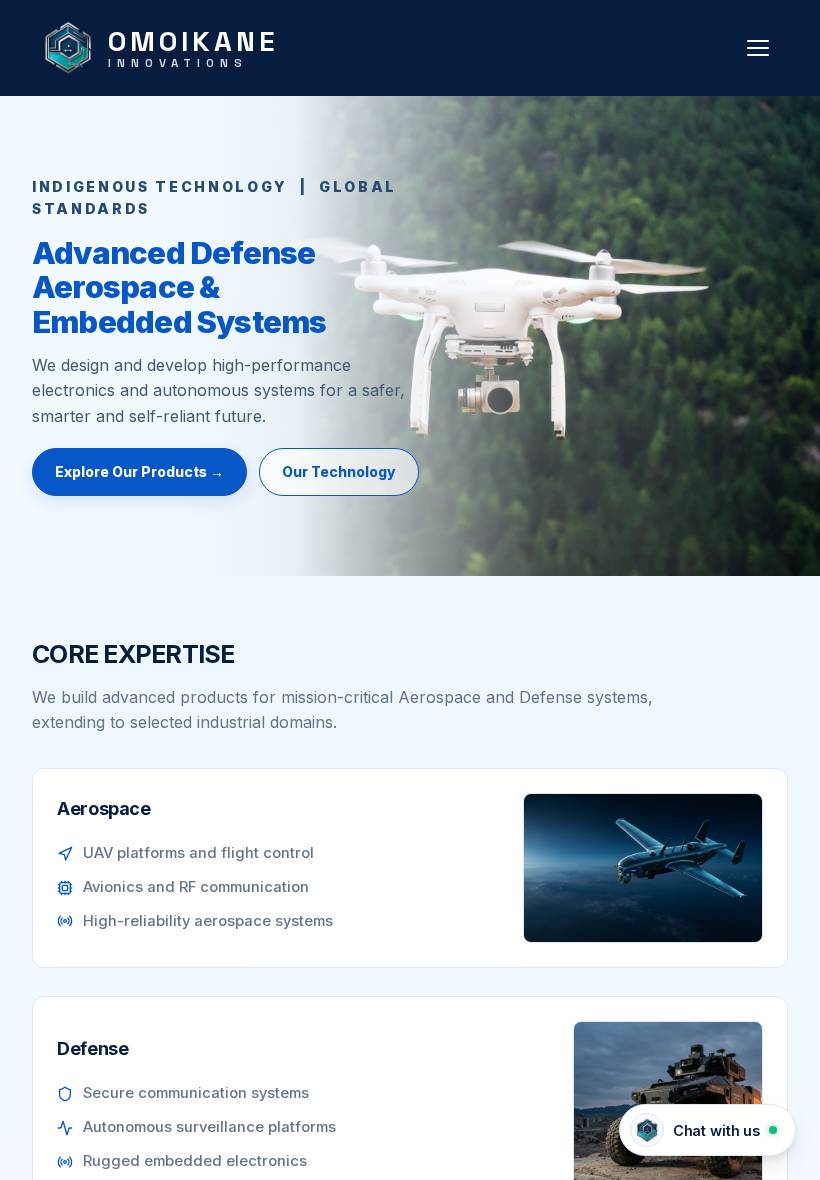 OMOIKANE
INNOVATIONS
INDIGENOUS TECHNOLOGY | GLOBAL
STANDARDS
Advanced Defense
Aerospace &
Embedded Systems
We design and develop high-performance
electronics and autonomous systems for a safer,
smarter and self-reliant future.
Explore Our Products →
Our Technology
CORE EXPERTISE
We build advanced products for mission-critical Aerospace and Defense systems,
extending to selected industrial domains.
Aerospace
UAV platforms and flight control
Avionics and RF communication
High-reliability aerospace systems
Defense
Secure communication systems
Autonomous surveillance platforms
Rugged embedded electronics
Chat with us